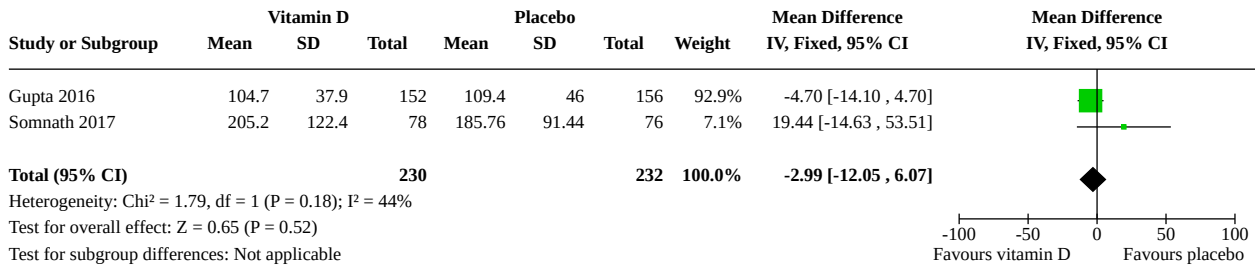 Vitamin D Placebo Mean Difference Mean Difference
Study or Subgroup Mean SD Total Mean SD Total Weight IV, Fixed, 95% CI IV, Fixed, 95% CI
Gupta 2016 104.7 37.9 152 109.4 46 156 92.9% -4.70 [-14.10 , 4.70]
Somnath 2017 205.2 122.4 78 185.76 91.44 76 7.1% 19.44 [-14.63 , 53.51]
Total (95% CI) 230 232 100.0% -2.99 [-12.05 , 6.07]
Heterogeneity: Chi² = 1.79, df = 1 (P = 0.18); I² = 44%
Test for overall effect: Z = 0.65 (P = 0.52)
-100 -50 0 50 100
Test for subgroup differences: Not applicable Favours vitamin D Favours placebo